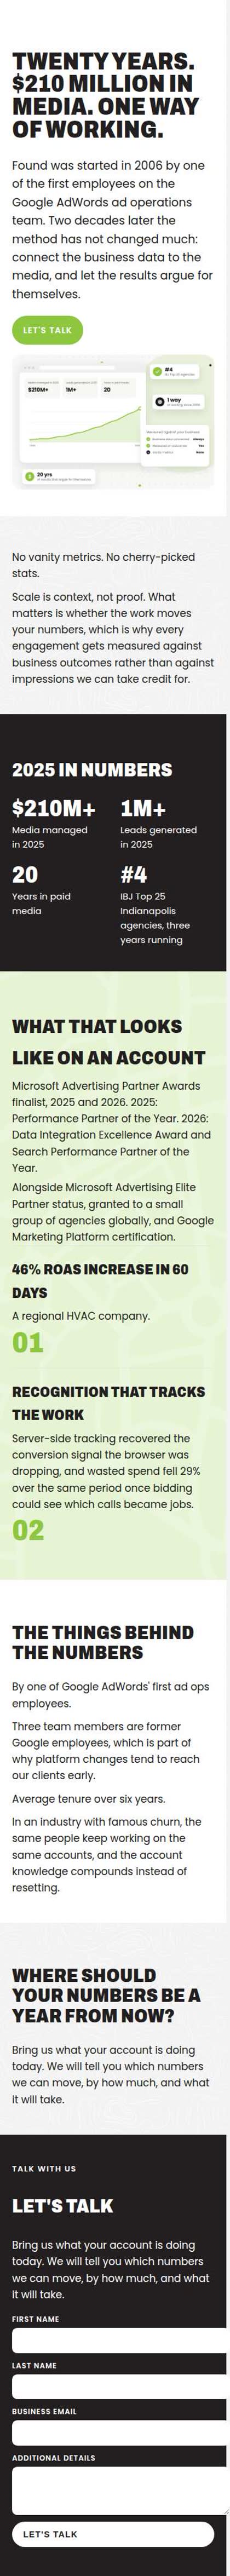 TWENTY YEARS.
$210 MILLION IN
MEDIA. ONE WAY
OF WORKING.
Found was started in 2006 by one
of the first employees on the
Google AdWords ad operations
team. Two decades later the
method has not changed much:
connect the business data to the
media, and let the results argue for
themselves.
LET'S TALK
$210M+
1M+
20
#4
1 way
20 yrs
No vanity metrics. No cherry-picked
stats.
Scale is context, not proof. What
matters is whether the work moves
your numbers, which is why every
engagement gets measured against
business outcomes rather than against
impressions we can take credit for.
2025 IN NUMBERS
$210M+
Media managed
in 2025
1M+
Leads generated
in 2025
20
Years in paid
media
#4
IBJ Top 25
Indianapolis
agencies, three
years running
WHAT THAT LOOKS
LIKE ON AN ACCOUNT
Microsoft Advertising Partner Awards
finalist, 2025 and 2026. 2025:
Performance Partner of the Year. 2026:
Data Integration Excellence Award and
Search Performance Partner of the
Year.
Alongside Microsoft Advertising Elite
Partner status, granted to a small
group of agencies globally, and Google
Marketing Platform certification.
46% ROAS INCREASE IN 60
DAYS
A regional HVAC company.
01
RECOGNITION THAT TRACKS
THE WORK
Server-side tracking recovered the
conversion signal the browser was
dropping, and wasted spend fell 29%
over the same period once bidding
could see which calls became jobs.
02
THE THINGS BEHIND
THE NUMBERS
By one of Google AdWords' first ad ops
employees.
Three team members are former
Google employees, which is part of
why platform changes tend to reach
our clients early.
Average tenure over six years.
In an industry with famous churn, the
same people keep working on the
same accounts, and the account
knowledge compounds instead of
resetting.
WHERE SHOULD
YOUR NUMBERS BE A
YEAR FROM NOW?
Bring us what your account is doing
today. We will tell you which numbers
we can move, by how much, and what
it will take.
TALK WITH US
LET'S TALK
Bring us what your account is doing
today. We will tell you which numbers
we can move, by how much, and what
it will take.
FIRST NAME
LAST NAME
BUSINESS EMAIL
ADDITIONAL DETAILS
LET'S TALK